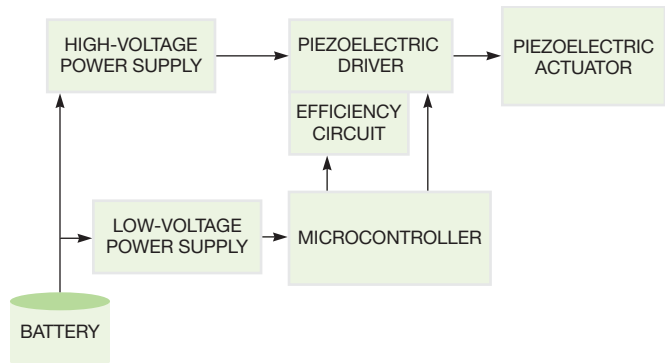 HIGH-VOLTAGE
POWER SUPPLY
PIEZOELECTRIC
DRIVER
PIEZOELECTRIC
ACTUATOR
EFFICIENCY
CIRCUIT
LOW-VOLTAGE
POWER SUPPLY
MICROCONTROLLER
BATTERY